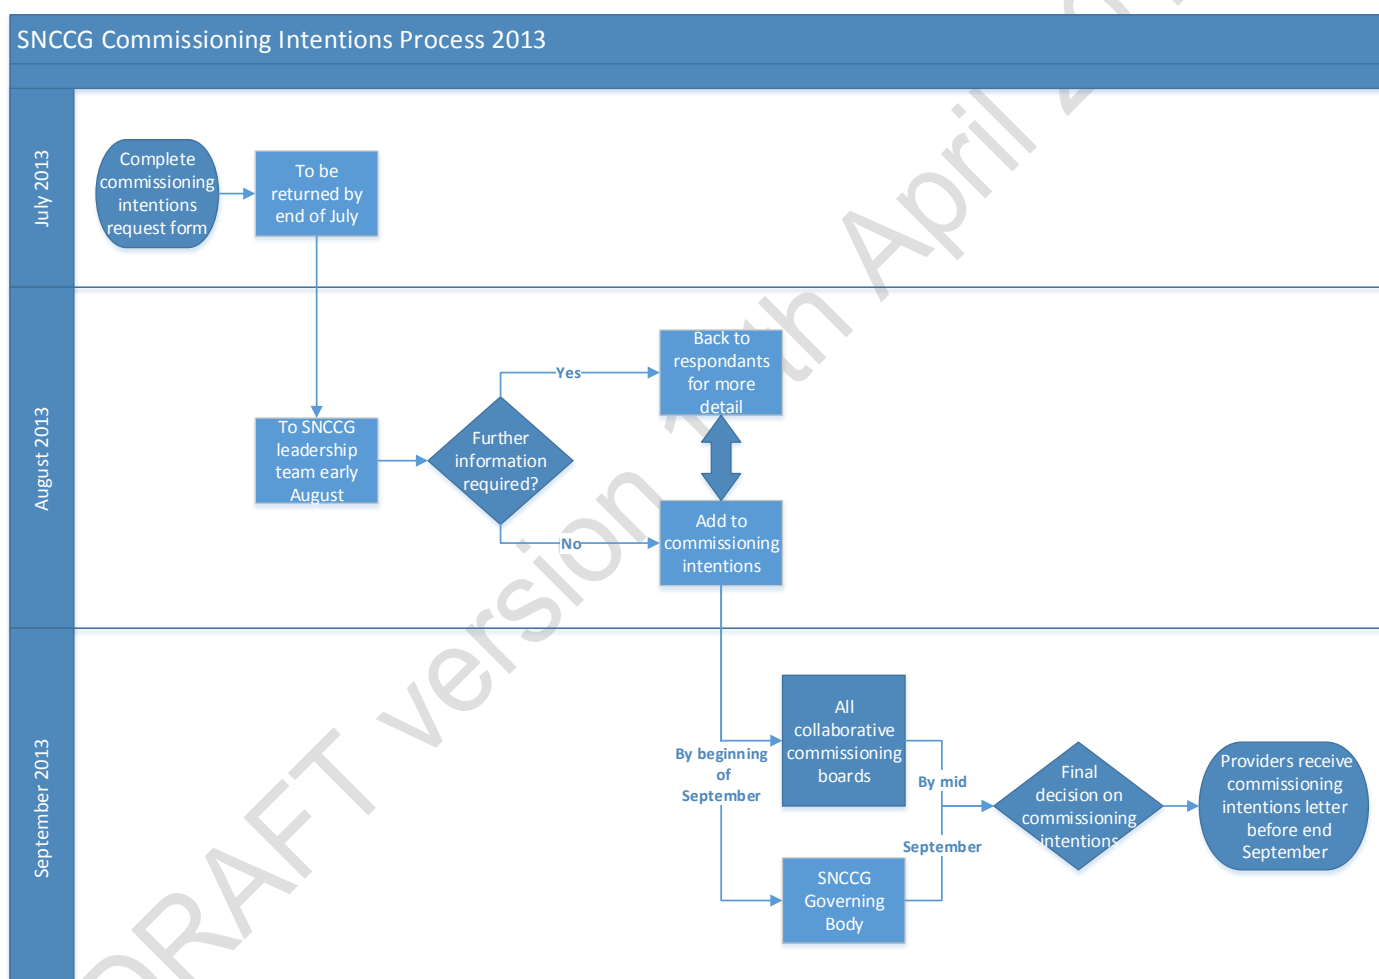 SNCCG Commissioning Intentions Process 2013
July 2013
Complete
commissioning
intentions
request form
To be
returned by
end of July
August 2013
To SNCCG
leadership
team early
August
Further
information
required?
Yes
No
Back to
respondants
for more
detail
Add to
commissioning
intentions
September 2013
By beginning
of
September
All
collaborative
commissioning
boards
SNCCG
Governing
Body
By mid
September
Final
decision on
commissioning
intentions
Providers receive
commissioning
intentions letter
before end
September
DRAFT version 1 th April